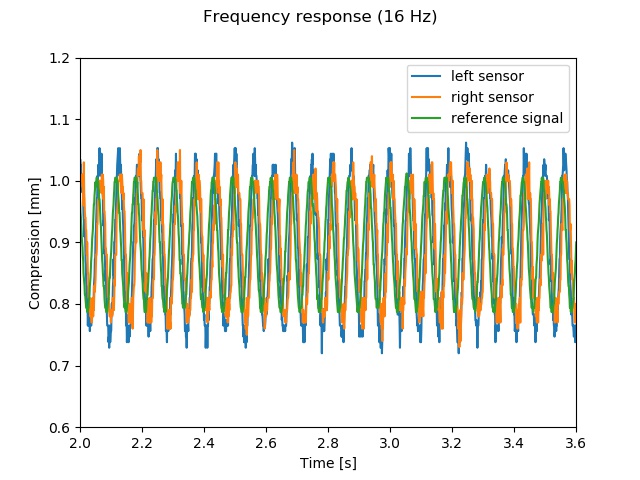 Frequency response (16 Hz)
1.2
1.1
1.0
0.9
0.8
0.7
0.6
Compression [mm]
left sensor
right sensor
reference signal
2.0 2.2 2.4 2.6 2.8 3.0 3.2 3.4 3.6
Time [s]